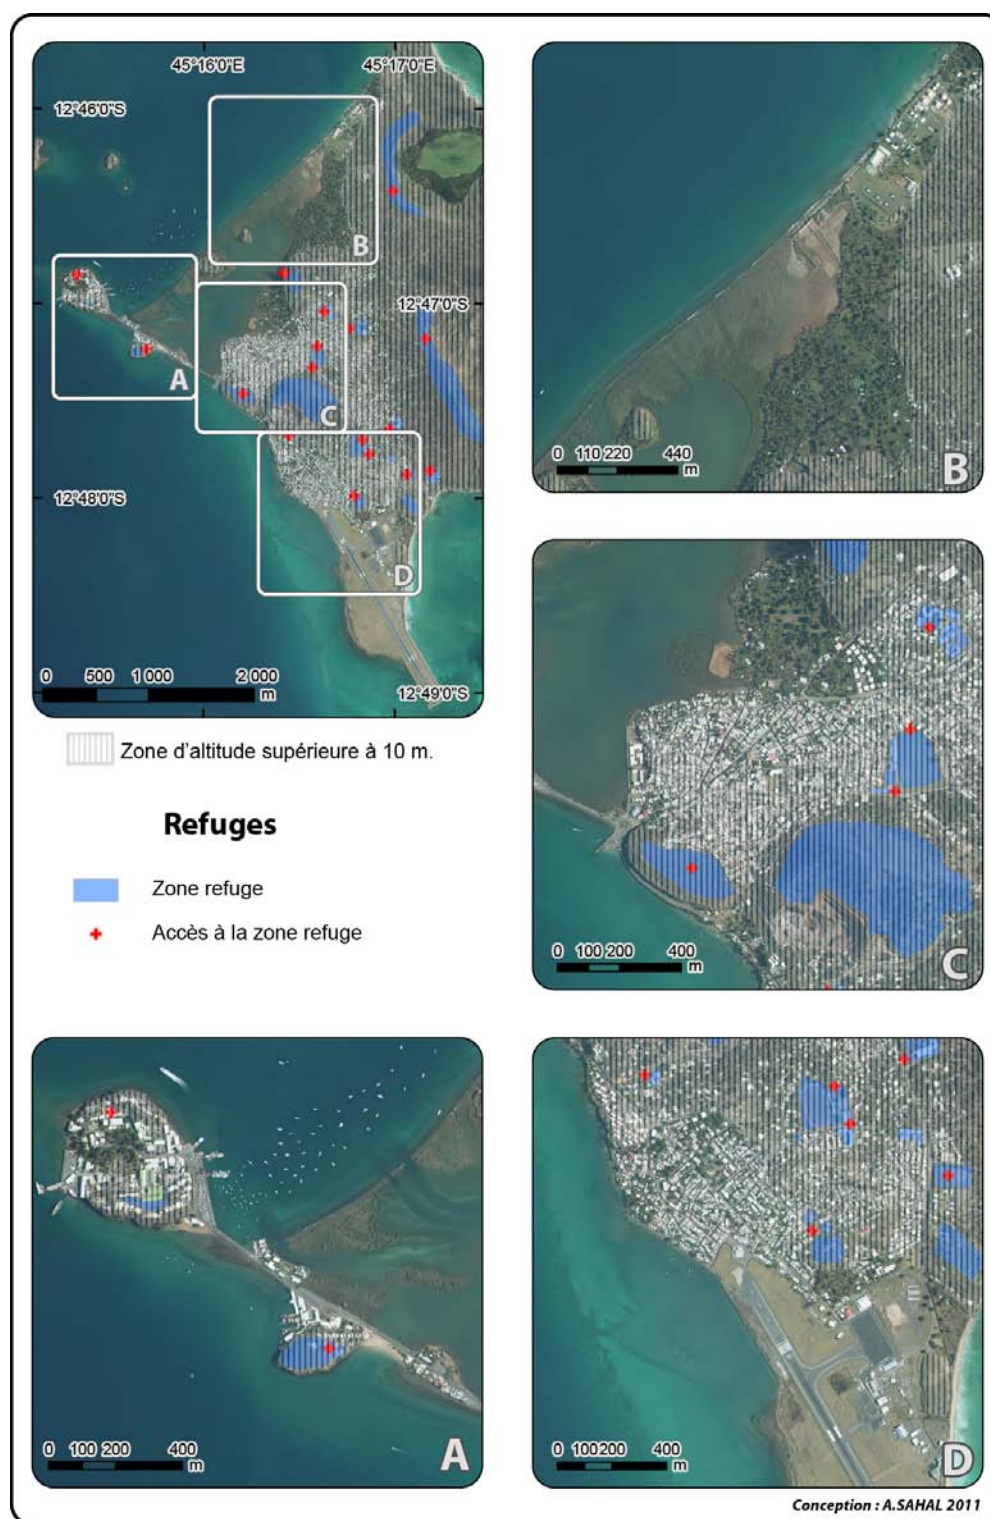 45°16'0"E 45°17'0"E
12°46'0"S
B
12°47'0"S
A
C
12°48'0"S
D
0 500 1 000 2 000
m
12°49'0"S
Zone d'altitude supérieure à 10 m.
Refuges
Zone refuge
Accès à la zone refuge
0 110 220 440
m
B
0 100 200 400
m
C
0 100 200 400
m
A
0 100200 400
m
D
Conception : A.SAHAL 2011